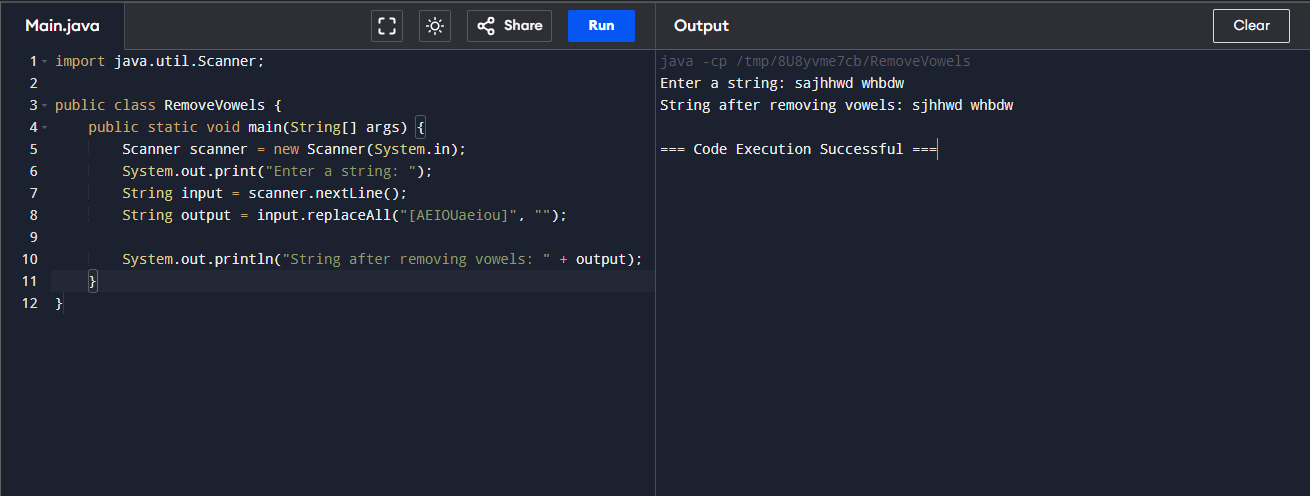 Main.java Share Run Output Clear
1 import java.util.Scanner;
2
3 public class RemoveVowels {
4     public static void main(String[] args) {
5         Scanner scanner = new Scanner(System.in);
6         System.out.print("Enter a string: ");
7         String input = scanner.nextLine();
8         String output = input.replaceAll("[AEIOUaeiou]", "");
9
10         System.out.println("String after removing vowels: " + output);
11     }
12 }
java -cp /tmp/8U8yvme7cb/RemoveVowels
Enter a string: sajhhwd whbdw
String after removing vowels: sjhhwd whbdw
=== Code Execution Successful ===